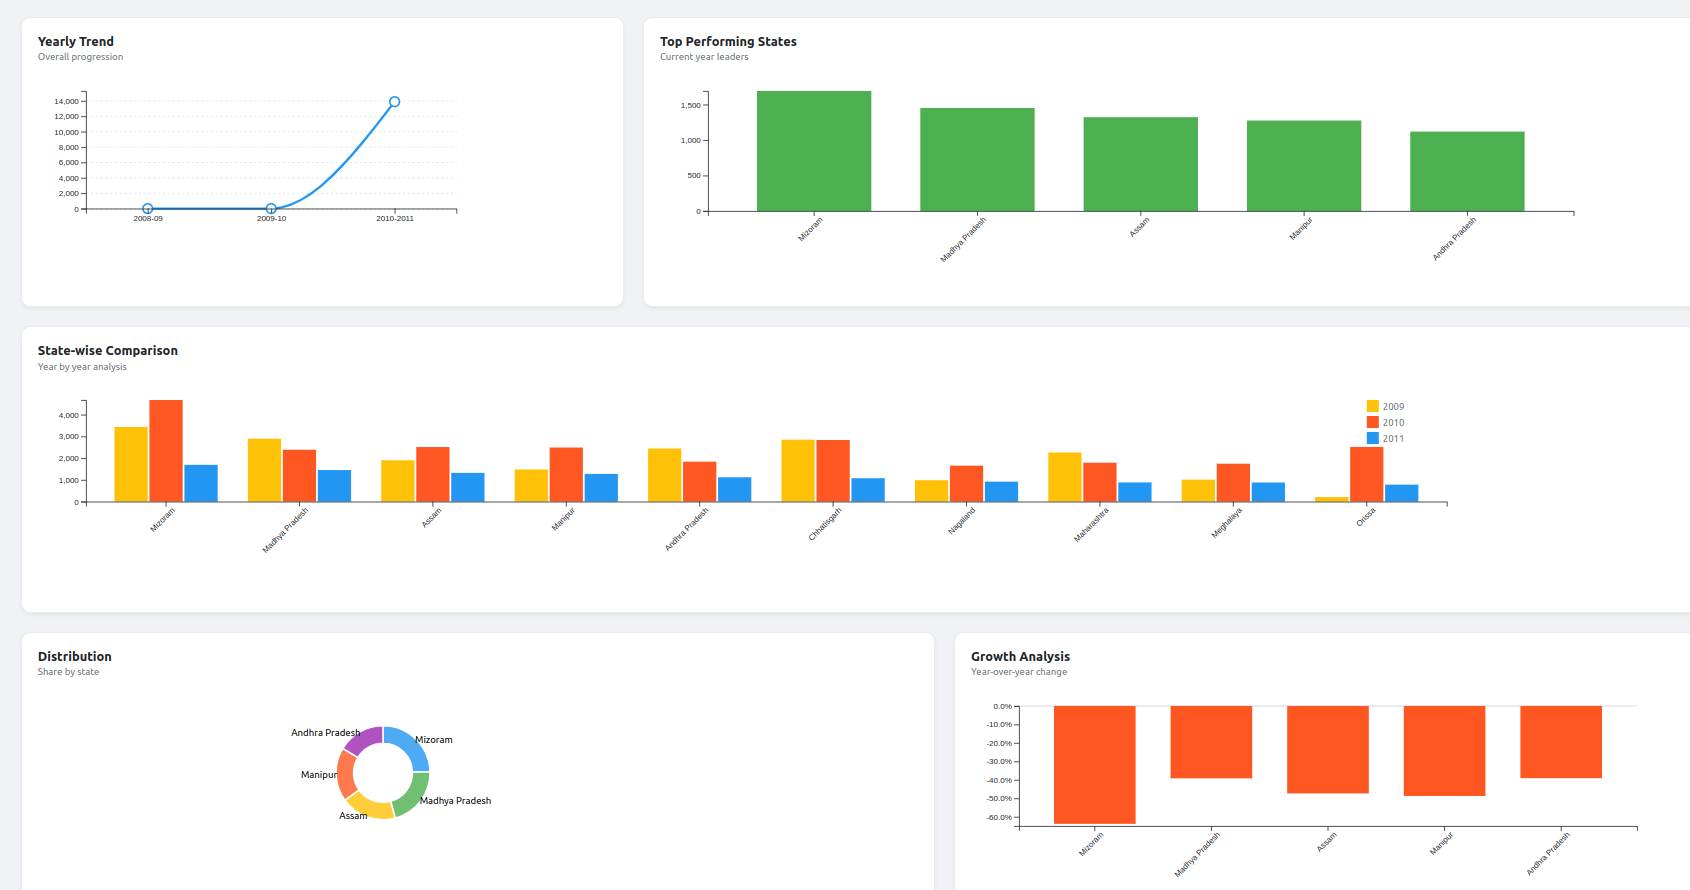 Yearly Trend
Overall progression
14,000
12,000
10,000
8,000
6,000
4,000
2,000
0
2008-09
2009-10
2010-2011
Top Performing States
Current year leaders
1,500
1,000
500
0
Mizoram
Madhya Pradesh
Assam
Manipur
Andhra Pradesh
State-wise Comparison
Year by year analysis
4,000
3,000
2,000
1,000
0
2009
2010
2011
Mizoram
Madhya Pradesh
Assam
Manipur
Andhra Pradesh
Chhatisgarh
Nagaland
Maharashtra
Meghalaya
Orissa
Distribution
Share by state
Andhra Pradesh
Mizoram
Manipur
Madhya Pradesh
Assam
Growth Analysis
Year-over-year change
0.0%
-10.0%
-20.0%
-30.0%
-40.0%
-50.0%
-60.0%
Mizoram
Madhya Pradesh
Assam
Manipur
Andhra Pradesh